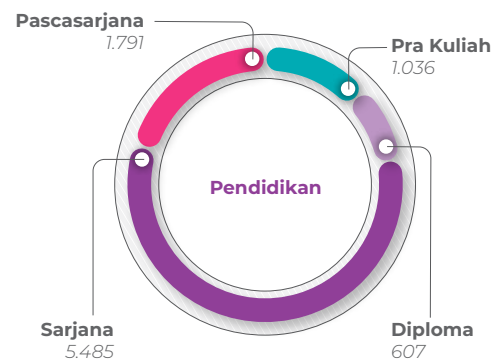 Pascasarjana
1.791
Pra Kuliah
1.036
Pendidikan
Sarjana
5.485
Diploma
607